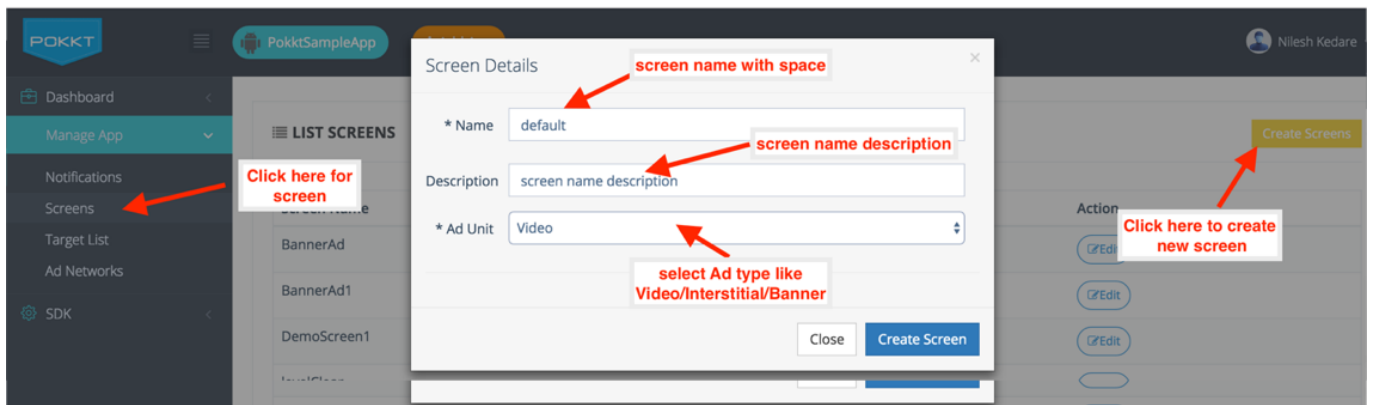 POKKT
PokktSampleApp
Nilesh Kedare
Screen Details
×
screen name with space
Dashboard
Manage App
Notifications
Screens
Target List
Ad Networks
SDK
Click here for
screen
LIST SCREENS
Create Screens
* Name
default
screen name description
Description
screen name description
* Ad Unit
Video
select Ad type like
Video/Interstitial/Banner
Close
Create Screen
Screen Name
Action
Click here to create
new screen
BannerAd
Edit
BannerAd1
Edit
DemoScreen1
Edit